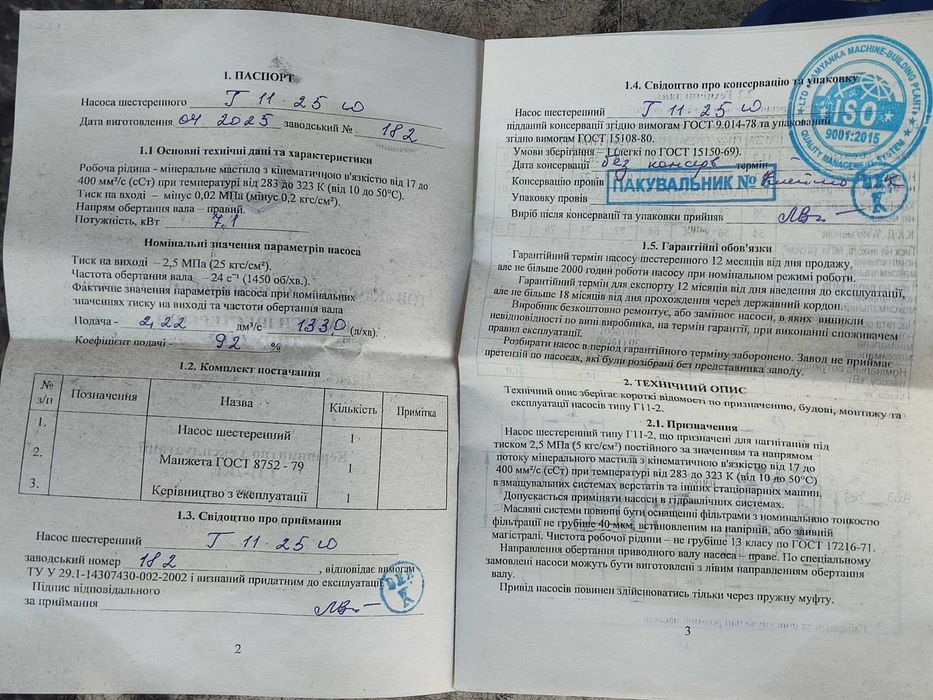 1. ПАСПОРТ
Насоса шестеренного Г 11-25 Ю
Дата виготовлення 04 2025 заводський № 182
1.1 Основні технічні дані та характеристики
Робоча рідина - мінеральне мастило з кінематичною в'язкістю від 17 до
400 мм²/с (сСт) при температурі від 283 до 323 К (від 10 до 50°С).
Тиск на вході – мінус 0,02 МПа (мінус 0,2 кгс/см²).
Напрям обертання вала – правий.
Потужність, кВт 7,1
Номінальні значення параметрів насоса
Тиск на виході – 2,5 МПа (25 кгс/см²).
Частота обертання вала – 24 с⁻¹ (1450 об/хв.).
Фактичне значення параметрів насоса при номінальних
значеннях тиску на виході та частоти обертання вала
Подача - 2,22 дм³/с 1330 (л/хв).
Коефіцієнт подачі - 92 %
1.2. Комплект постачання
№ з/п Позначення Назва Кількість Примітка
1. Насос шестеренний 1
2. Манжета ГОСТ 8752 - 79 1
3. Керівництво з експлуатації 1
1.3. Свідоцтво про приймання
Насос шестеренний Г 11-25 Ю
заводський номер 182, відповідає вимогам
ТУ У 29.1-14307430-002-2002 і визнаний придатним до експлуатації
Підпис відповідального
за приймання
ВТК
2
1.4. Свідоцтво про консервацію та упаковку
Насос шестеренний Г 11-25 Ю
підданий консервації згідно вимогам ГОСТ 9.014-78 та упакований
згідно вимогам ГОСТ 15108-80.
Умови зберігання – 1 (легкі по ГОСТ 15150-69).
Дата консервації без консерв термін -
Консервацію провів
ПАКУВАЛЬНИК №
Упаковку провів
Виріб після консервації та упаковки прийняв
ВТК
MACHINE-BUILDING PLANT
ISO
9001:2015
QUALITY MANAGEMENT SYSTEM
1.5. Гарантійні обов'язки
Гарантійний термін насосу шестеренного 12 місяців від дня продажу,
але не більше 2000 годин роботи насосу при номінальном режимі роботи.
Гарантійний термін для експорту 12 місяців від дня введення до експлуатації,
але не більше 18 місяців від дня проходження через державний кордон.
Виробник безкоштовно ремонтує, або замінює насоси, в яких виникли
невідповідності по вині виробника, на термін гарантії, при виконанні споживачем
правил експлуатації.
Розбирати насос в період гарантійного терміну заборонено. Завод не приймає
претензій по насосах, які були розібрані без представника заводу.
2. ТЕХНІЧНИЙ ОПИС
Технічний опис зберігає короткі відомості по призначенню, будові, монтажу та
експлуатації насосів типу Г11-2.
2.1. Призначення
Насос шестеренний типу Г11-2, що призначені для нагнітання під
тиском 2,5 МПа (5 кгс/см²) постійного за значенням та напрямом
потоку мінерального мастила з кінематичною в'язкістю від 17 до
400 мм²/с (сСт) при температурі від 283 до 323 К (від 10 до 50°С)
в змащувальних системах верстатів та інших стаціонарних машин.
Допускається приміняти насоси в гідравлічних системах.
Масляні системи повинні бути оснащенні фільтрами з номинальною тонкостю
фільтрації не грубіше 40 мкм, встановленим на напірній, або заивній
магістралі. Чистота робочої рідини – не грубіше 13 класу по ГОСТ 17216-71.
Направлення обертання приводного валу насоса – праве. По спеціальному
замовлені насоси можуть бути виготовлені з лівим направленням обертання
валу.
Привід насосів повинен здійснюватись тільки через пружну муфту.
3